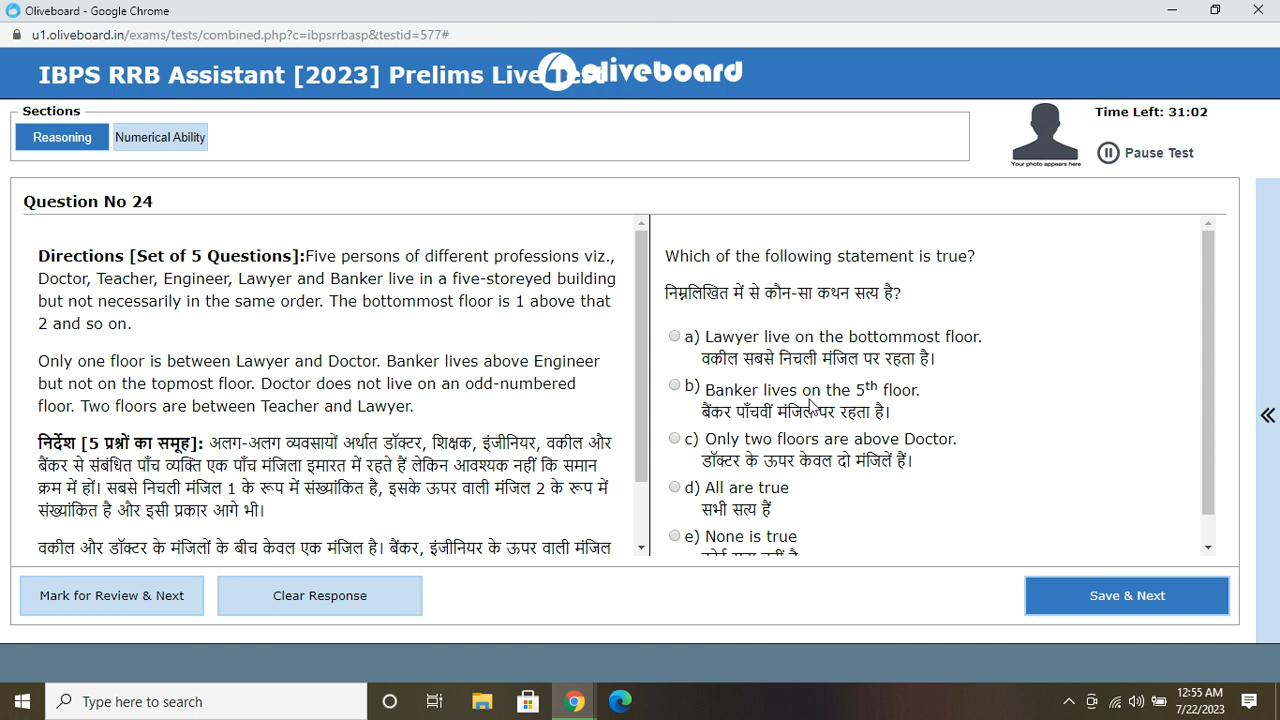 Oliveboard - Google Chrome
u1.oliveboard.in/exams/tests/combined.php?c=ibpsrrbasp&testid=577#
IBPS RRB Assistant [2023] Prelims Live Test
oliveboard
Sections
Reasoning
Numerical Ability
Your photo appears here
Time Left: 31:02
Pause Test
Question No 24
Directions [Set of 5 Questions]:Five persons of different professions viz.,
Doctor, Teacher, Engineer, Lawyer and Banker live in a five-storeyed building
but not necessarily in the same order. The bottommost floor is 1 above that
2 and so on.
Only one floor is between Lawyer and Doctor. Banker lives above Engineer
but not on the topmost floor. Doctor does not live on an odd-numbered
floor. Two floors are between Teacher and Lawyer.
निर्देश [5 प्रश्नों का समूह]: अलग-अलग व्यवसायों अर्थात डॉक्टर, शिक्षक, इंजीनियर, वकील और
बैंकर से संबंधित पाँच व्यक्ति एक पाँच मंजिला इमारत में रहते हैं लेकिन आवश्यक नहीं कि समान
क्रम में हों। सबसे निचली मंजिल 1 के रूप में संख्यांकित है, इसके ऊपर वाली मंजिल 2 के रूप में
संख्यांकित है और इसी प्रकार आगे भी।
वकील और डॉक्टर के मंजिलों के बीच केवल एक मंजिल है। बैंकर, इंजीनियर के ऊपर वाली मंजिल
Which of the following statement is true?
निम्नलिखित में से कौन-सा कथन सत्य है?
a) Lawyer live on the bottommost floor.
वकील सबसे निचली मंजिल पर रहता है।
b) Banker lives on the 5th floor.
बैंकर पाँचवीं मंजिल पर रहता है।
c) Only two floors are above Doctor.
डॉक्टर के ऊपर केवल दो मंजिलें हैं।
d) All are true
सभी सत्य हैं
e) None is true
Mark for Review & Next
Clear Response
Save & Next
Type here to search
12:55 AM
7/22/2023